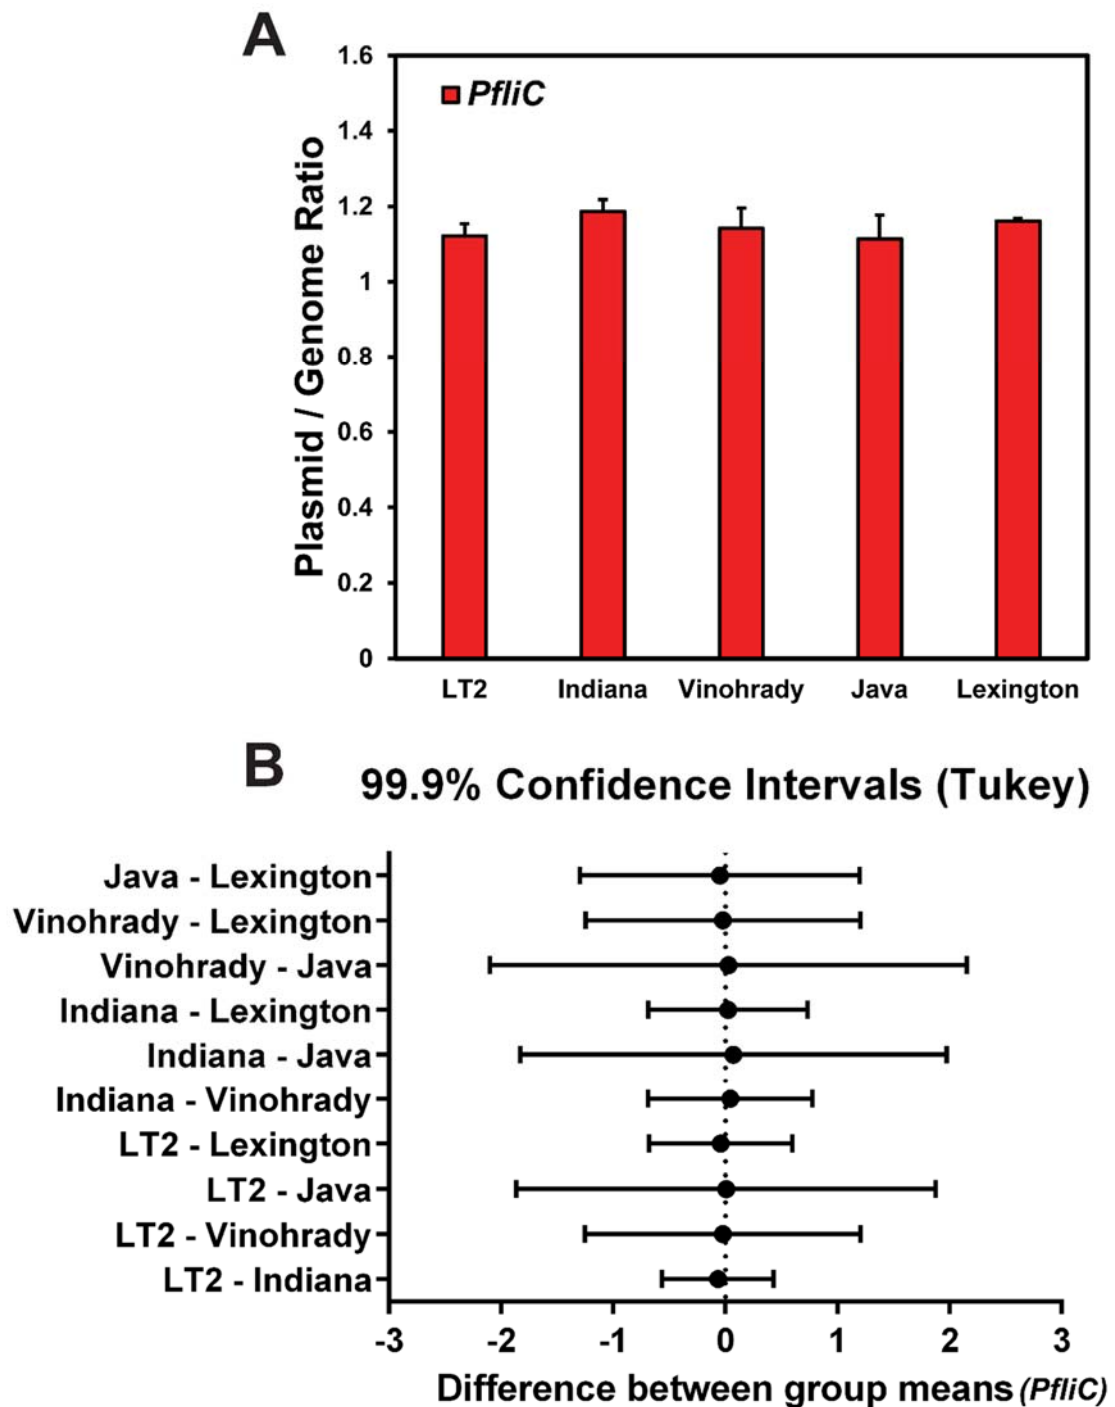 A
Plasmid / Genome Ratio
1.6
1.4
1.2
1
0.8
0.6
0.4
0.2
0
PfliC
LT2 Indiana Vinohrady Java Lexington
B
99.9% Confidence Intervals (Tukey)
Java - Lexington
Vinohrady - Lexington
Vinohrady - Java
Indiana - Lexington
Indiana - Java
Indiana - Vinohrady
LT2 - Lexington
LT2 - Java
LT2 - Vinohrady
LT2 - Indiana
-3 -2 -1 0 1 2 3
Difference between group means (PfliC)